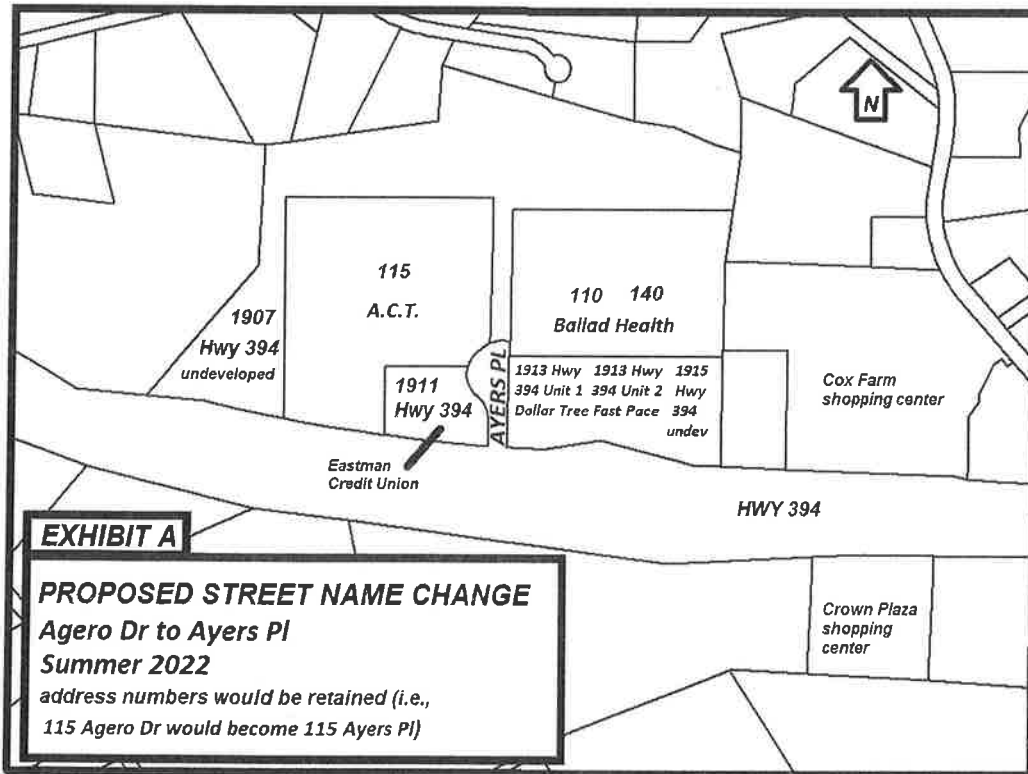 N
115
A.C.T.
110 140
Ballad Health
1907
Hwy 394
undeveloped
1911
Hwy 394
AYERS PL
1913 Hwy 1913 Hwy 1915
394 Unit 1 394 Unit 2 Hwy
Dollar Tree Fast Pace 394
undev
Cox Farm
shopping center
Eastman
Credit Union
HWY 394
Crown Plaza
shopping
center
EXHIBIT A
PROPOSED STREET NAME CHANGE
Agero Dr to Ayers Pl
Summer 2022
address numbers would be retained (i.e.,
115 Agero Dr would become 115 Ayers Pl)